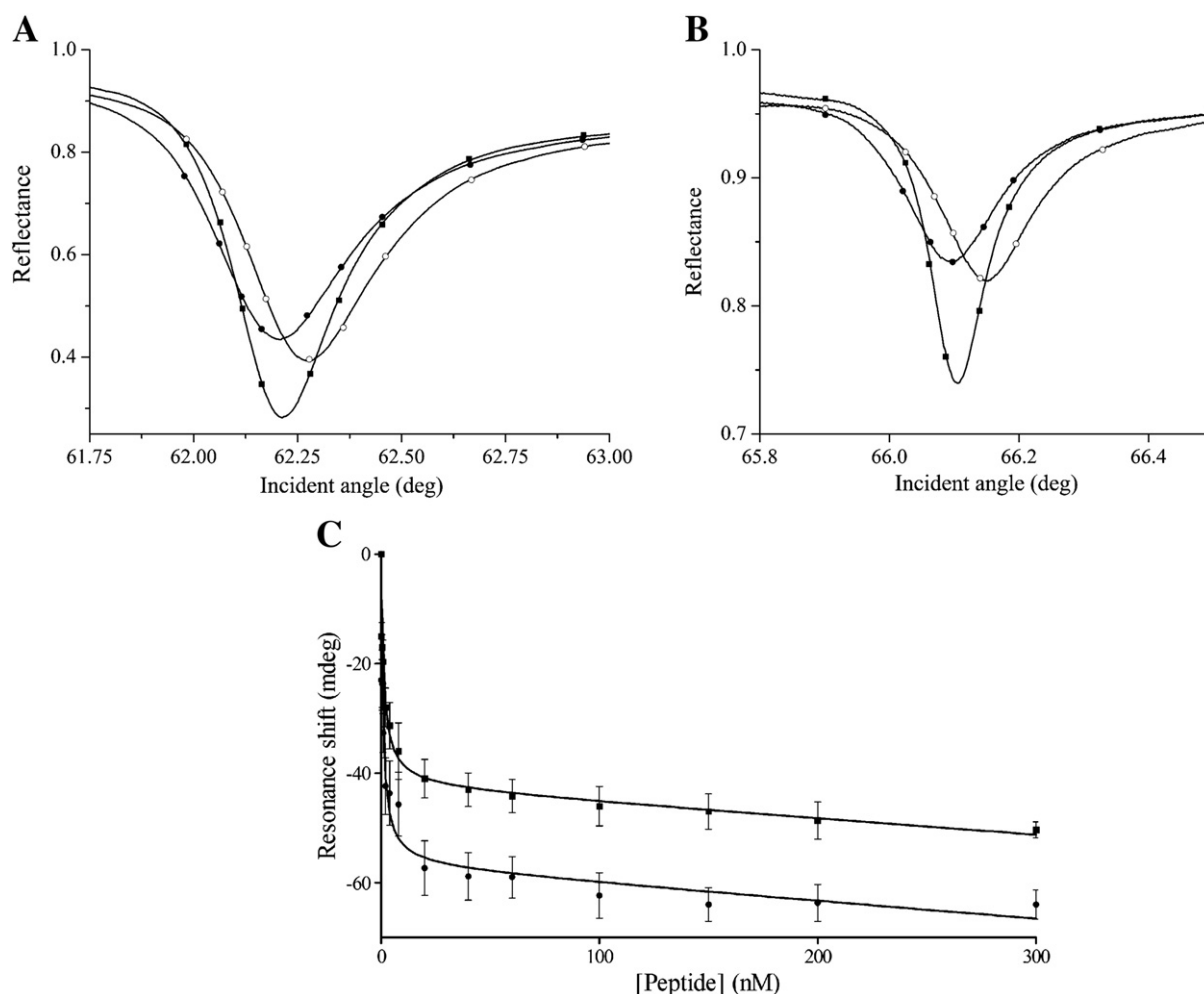 A
B
1.0
0.8
0.6
0.4
Reflectance
61.75 62.00 62.25 62.50 62.75 63.00
Incident angle (deg)
1.0
0.9
0.8
0.7
Reflectance
65.8 66.0 66.2 66.4
Incident angle (deg)
C
0
-20
-40
-60
Resonance shift (mdeg)
0 100 200 300
[Peptide] (nM)